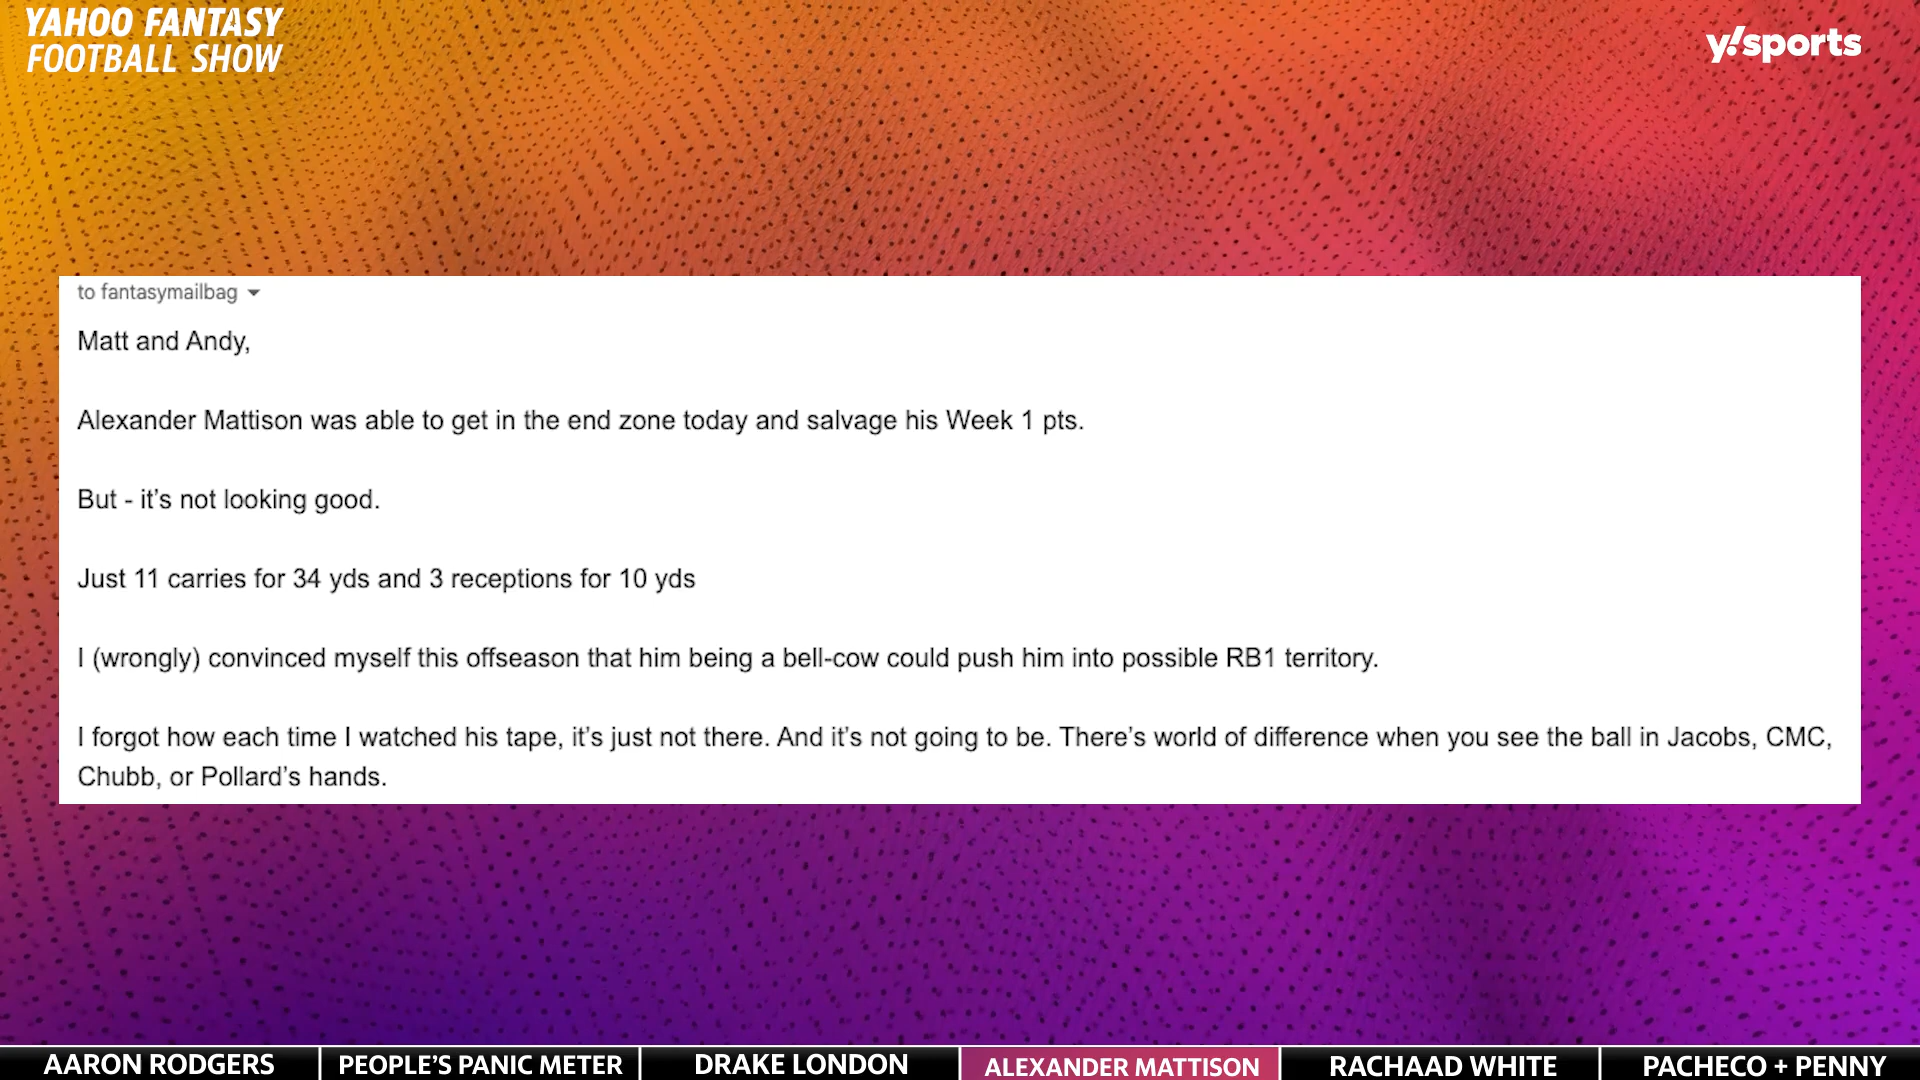 YAHOO FANTASY
FOOTBALL SHOW
y!sports
to fantasymailbag
Matt and Andy,
Alexander Mattison was able to get in the end zone today and salvage his Week 1 pts.
But - it’s not looking good.
Just 11 carries for 34 yds and 3 receptions for 10 yds
I (wrongly) convinced myself this offseason that him being a bell-cow could push him into possible RB1 territory.
I forgot how each time I watched his tape, it’s just not there. And it’s not going to be. There’s world of difference when you see the ball in Jacobs, CMC,
Chubb, or Pollard’s hands.
AARON RODGERS
PEOPLE’S PANIC METER
DRAKE LONDON
ALEXANDER MATTISON
RACHAAD WHITE
PACHECO + PENNY